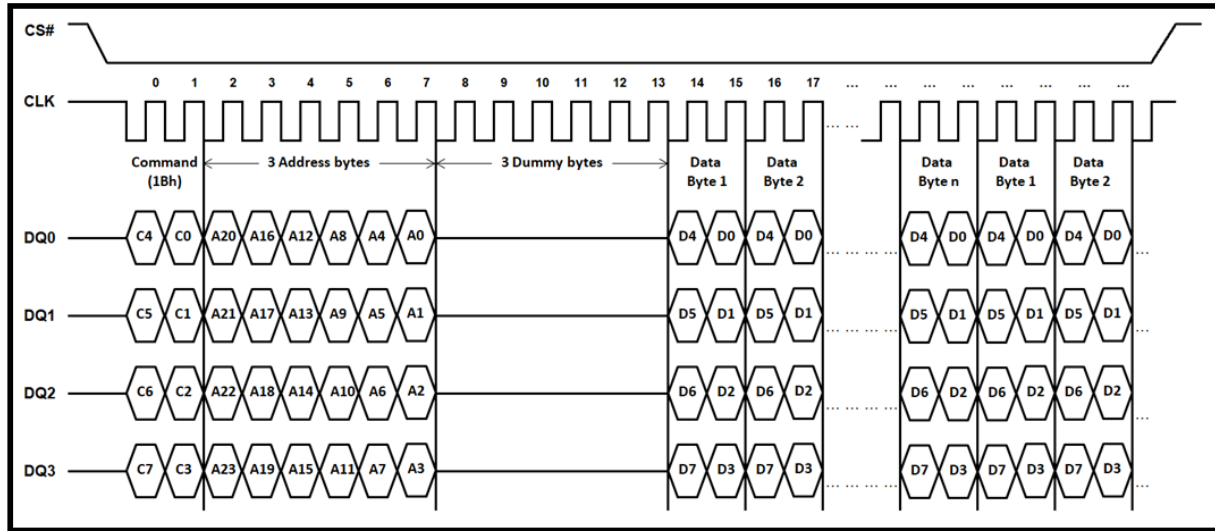 CS#
0 1 2 3 4 5 6 7 8 9 10 11 12 13 14 15 16 17 ... ... ... ... ... ... ... ...
CLK
... ...
Command 3 Address bytes 3 Dummy bytes Data Data Data Data Data
(1Bh) Byte 1 Byte 2 Byte n Byte 1 Byte 2
DQ0 C4 C0 A20 A16 A12 A8 A4 A0 D4 D0 D4 D0 ... ... ... ... D4 D0 D4 D0 D4 D0 ...
DQ1 C5 C1 A21 A17 A13 A9 A5 A1 D5 D1 D5 D1 ... ... ... ... D5 D1 D5 D1 D5 D1 ...
DQ2 C6 C2 A22 A18 A14 A10 A6 A2 D6 D2 D6 D2 ... ... ... ... D6 D2 D6 D2 D6 D2 ...
DQ3 C7 C3 A23 A19 A15 A11 A7 A3 D7 D3 D7 D3 ... ... ... ... D7 D3 D7 D3 D7 D3 ...